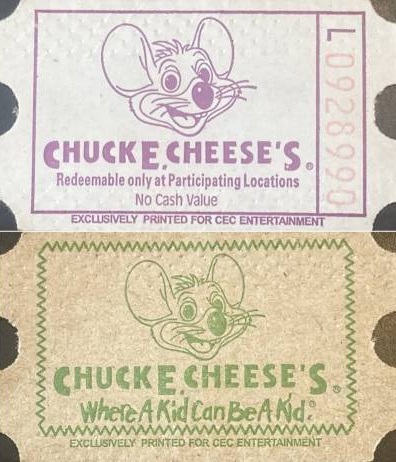 CHUCK E. CHEESE'S®
Redeemable only at Participating Locations
No Cash Value
EXCLUSIVELY PRINTED FOR CEC ENTERTAINMENT
L0928990
CHUCK E. CHEESE'S®
Where A Kid Can Be A Kid®
EXCLUSIVELY PRINTED FOR CEC ENTERTAINMENT